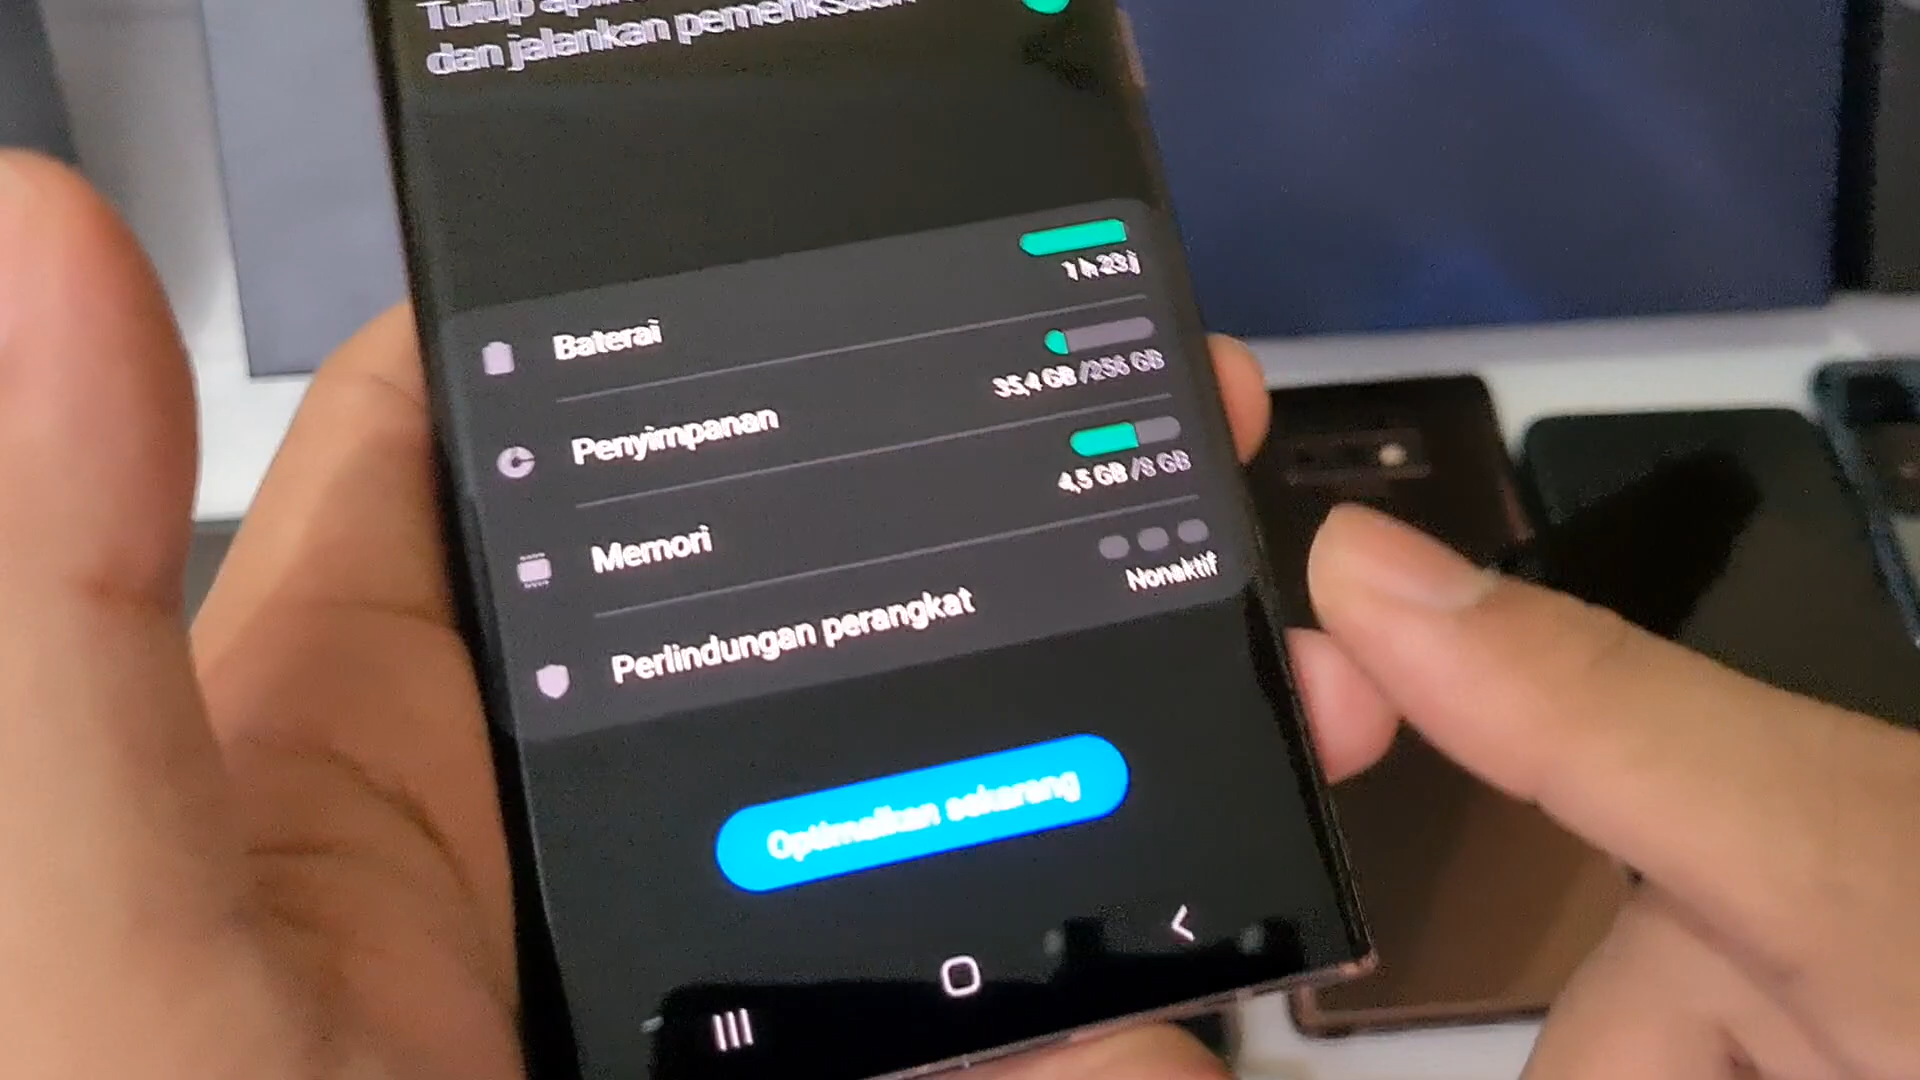 Tutup
dan jalankan pemeriksaan
Baterai
1 h 23 j
Penyimpanan
35,4 GB /256 GB
Memori
4,5 GB /8 GB
Perlindungan perangkat
Nonaktif
Optimalkan sekarang